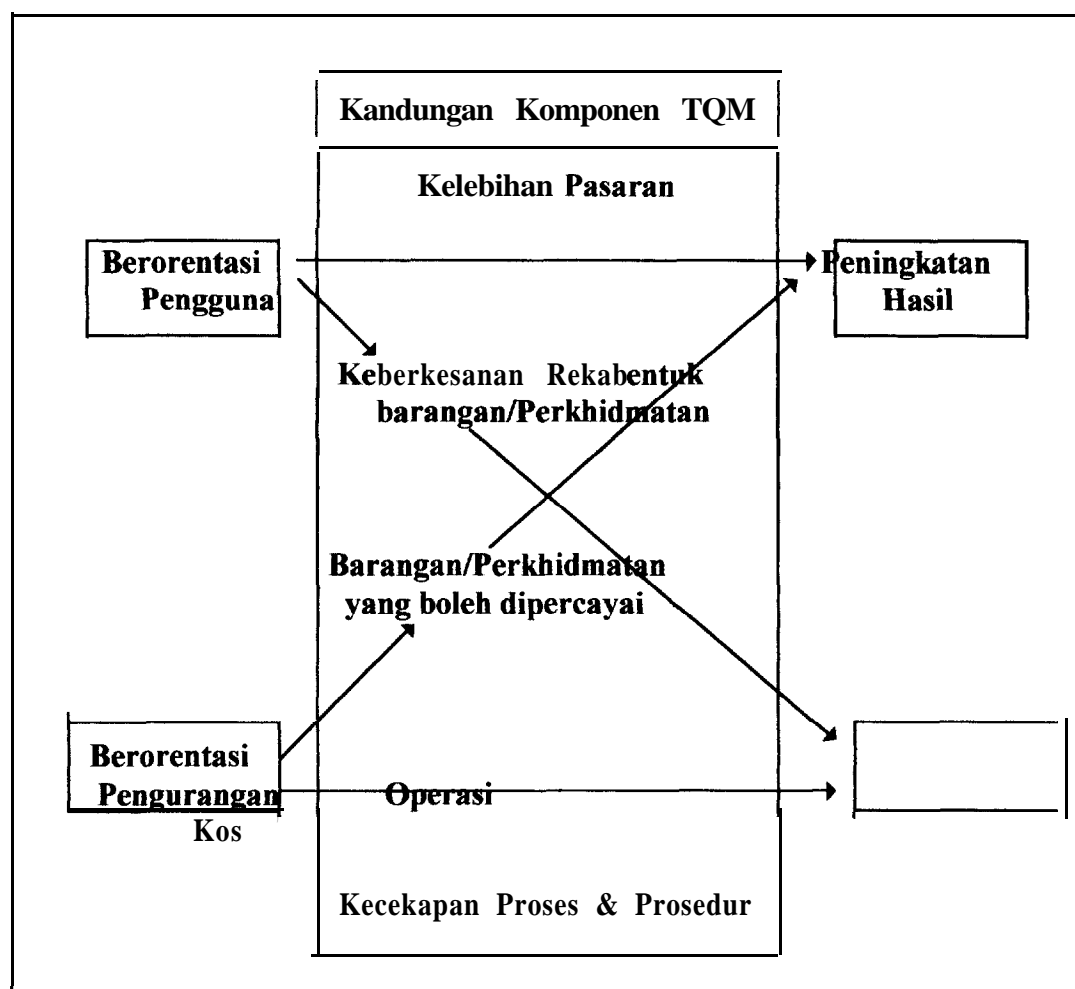 Kandungan Komponen TQM
Kelebihan Pasaran
Berorentasi
Pengguna
Peningkatan
Hasil
Keberkesanan Rekabentuk
barangan/Perkhidmatan
Barangan/Perkhidmatan
yang boleh dipercayai
Berorentasi
Pengurangan
Kos
Operasi
Kecekapan Proses & Prosedur